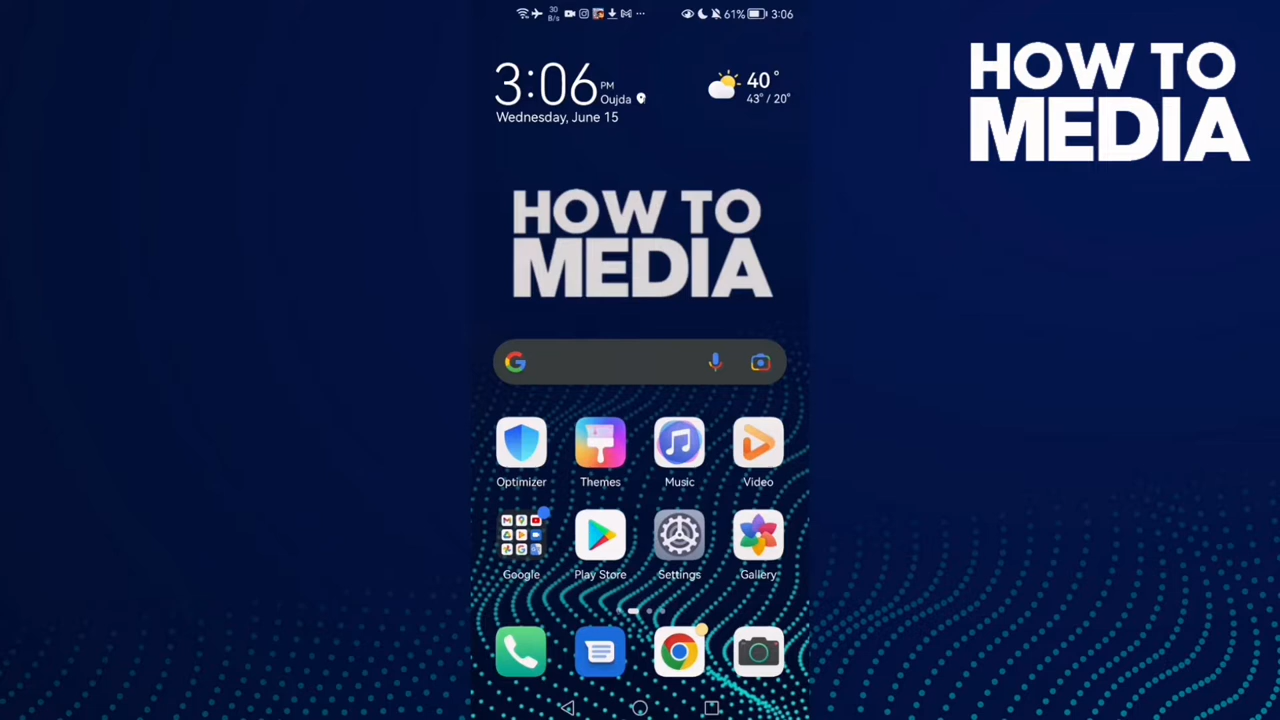 30
B/s
61%
3:06
HOW TO
MEDIA
3:06
PM
Oujda
Wednesday, June 15
40°
43° / 20°
HOW TO
MEDIA
Optimizer
Themes
Music
Video
Google
Play Store
Settings
Gallery